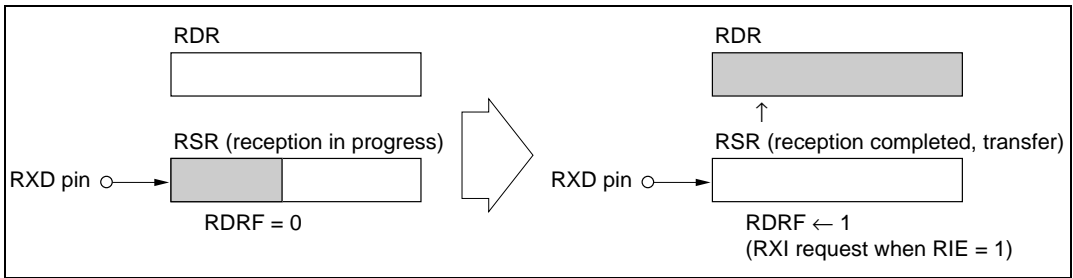 RDR
RSR (reception in progress)
RXD pin
RDRF = 0
RDR
↑
RSR (reception completed, transfer)
RXD pin
RDRF ← 1
(RXI request when RIE = 1)